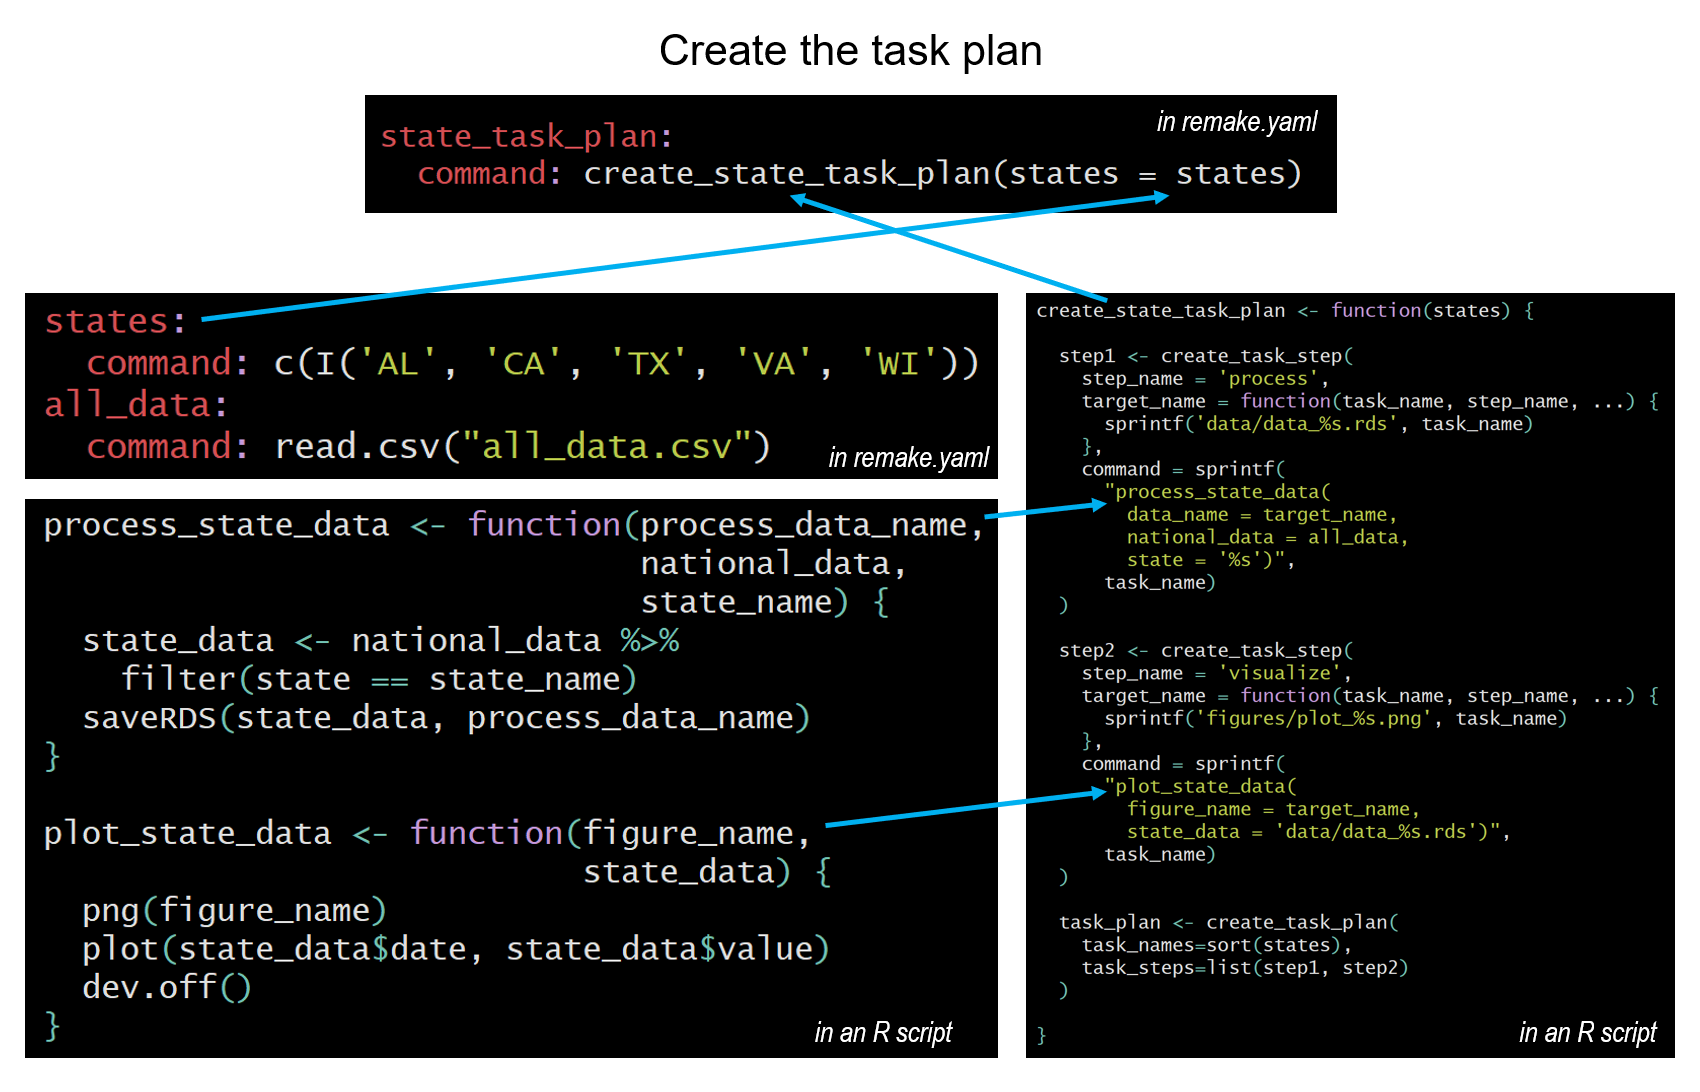 Create the task plan
in remake.yaml
state_task_plan:
  command: create_state_task_plan(states = states)
states:
  command: c(I('AL', 'CA', 'TX', 'VA', 'WI'))
all_data:
  command: read.csv("all_data.csv")
in remake.yaml
process_state_data <- function(process_data_name,
                               national_data,
                               state_name) {
  state_data <- national_data %>%
    filter(state == state_name)
  saveRDS(state_data, process_data_name)
}
plot_state_data <- function(figure_name,
                            state_data) {
  png(figure_name)
  plot(state_data$date, state_data$value)
  dev.off()
}
in an R script
create_state_task_plan <- function(states) {
  step1 <- create_task_step(
    step_name = 'process',
    target_name = function(task_name, step_name, ...) {
      sprintf('data/data_%s.rds', task_name)
    },
    command = sprintf(
      "process_state_data(
        data_name = target_name,
        national_data = all_data,
        state = '%s')",
      task_name)
  )
  step2 <- create_task_step(
    step_name = 'visualize',
    target_name = function(task_name, step_name, ...) {
      sprintf('figures/plot_%s.png', task_name)
    },
    command = sprintf(
      "plot_state_data(
        figure_name = target_name,
        state_data = 'data/data_%s.rds')",
      task_name)
  )
  task_plan <- create_task_plan(
    task_names=sort(states),
    task_steps=list(step1, step2)
  )
}
in an R script